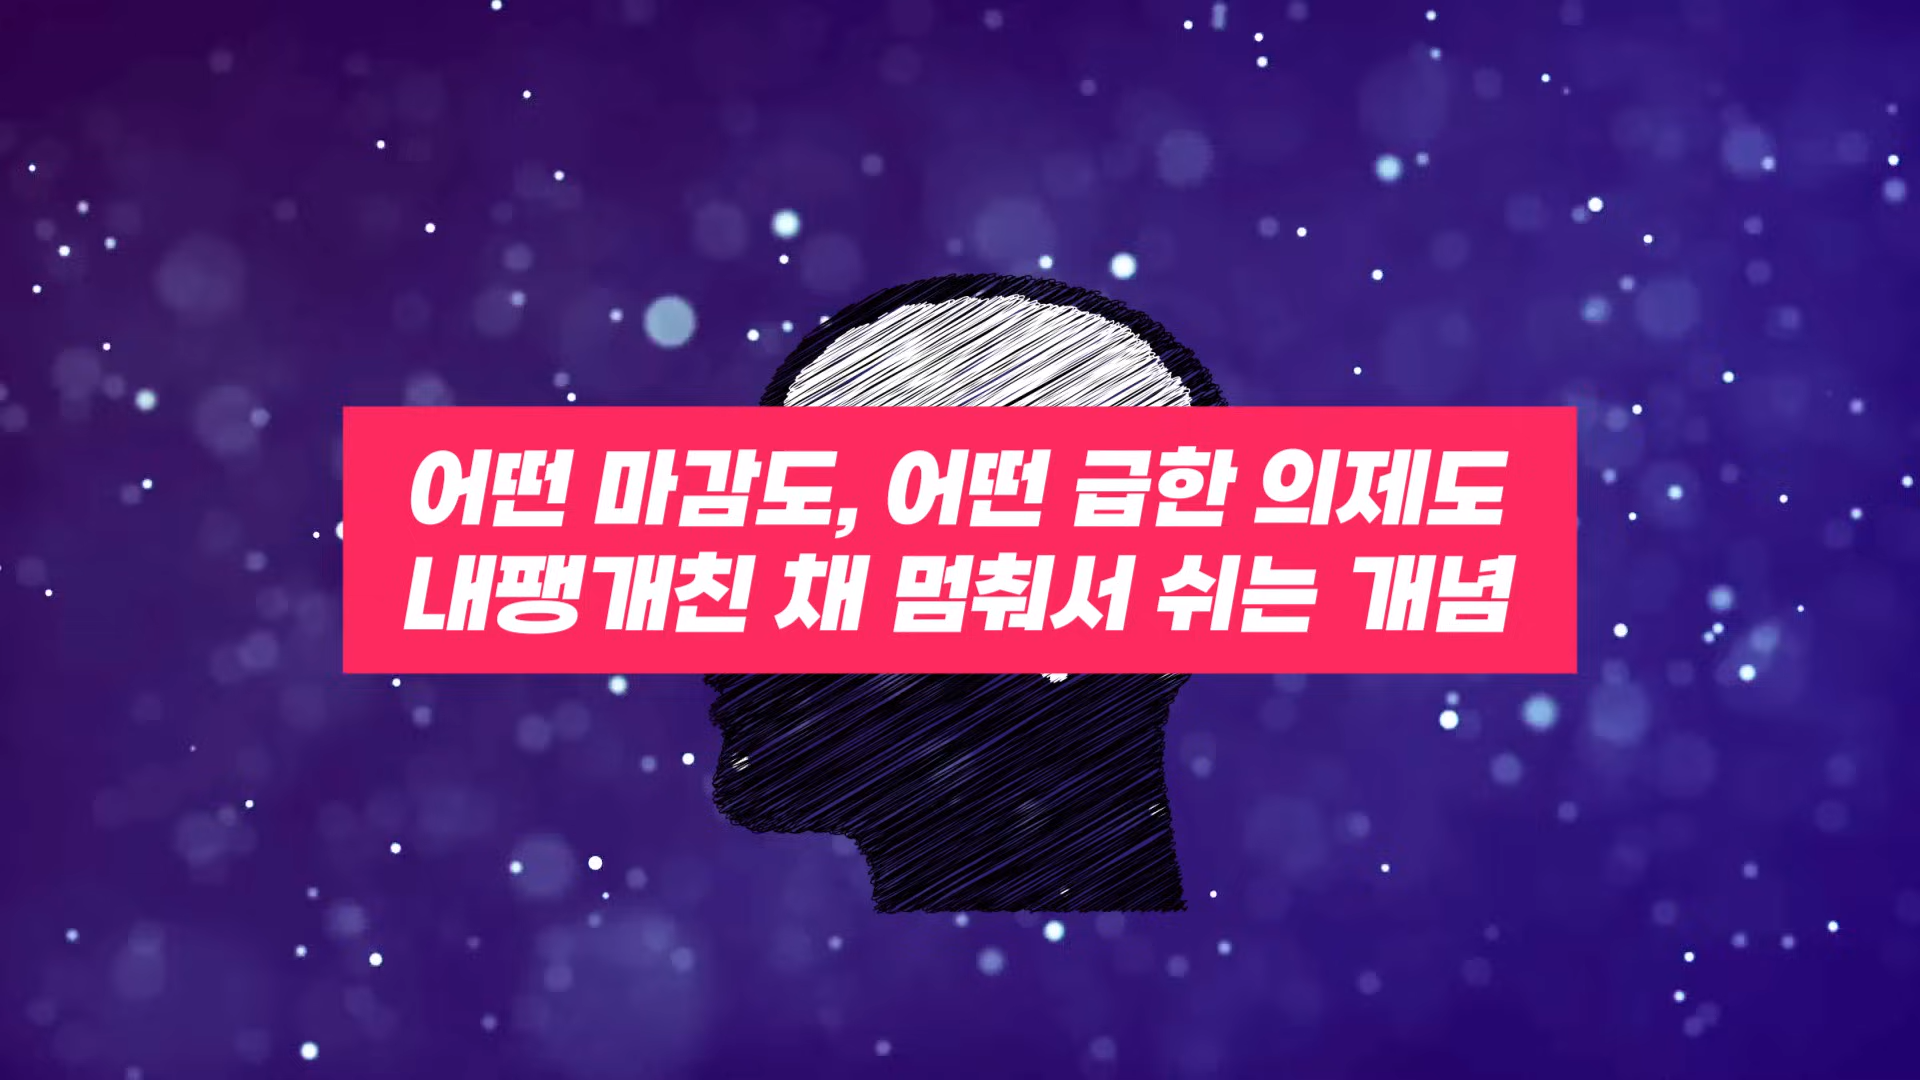 어떤 마감도, 어떤 급한 의제도
내팽개친 채 멈춰서 쉬는 개념